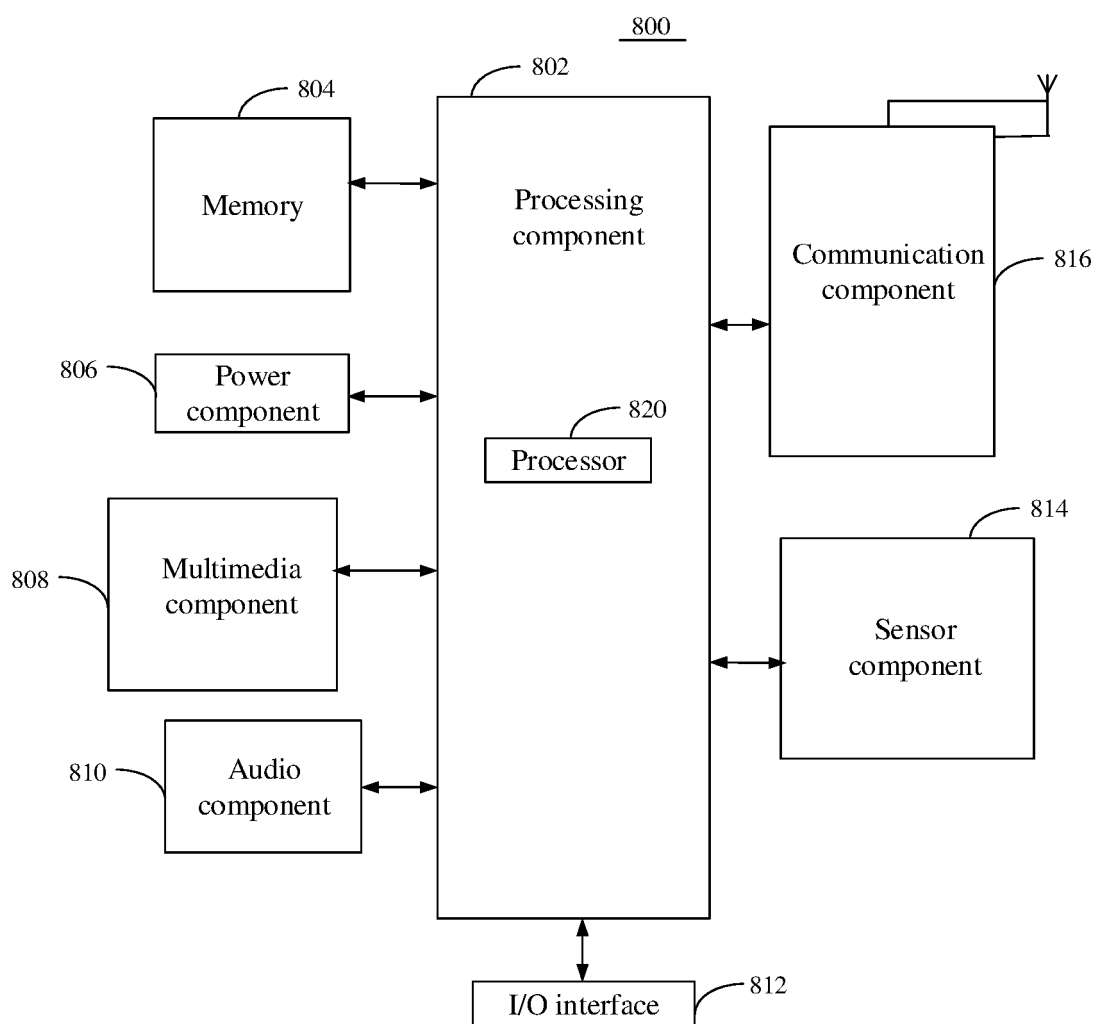 800
802
804
Memory
Processing
component
Communication
component
816
806
Power
component
820
Processor
814
808
Multimedia
component
Sensor
component
810
Audio
component
812
I/O interface